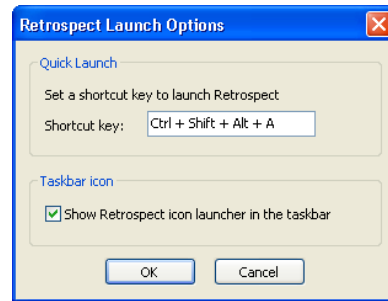 Retrospect Launch Options
Quick Launch
Set a shortcut key to launch Retrospect
Shortcut key: Ctrl + Shift + Alt + A
Taskbar icon
Show Retrospect icon launcher in the taskbar
OK Cancel